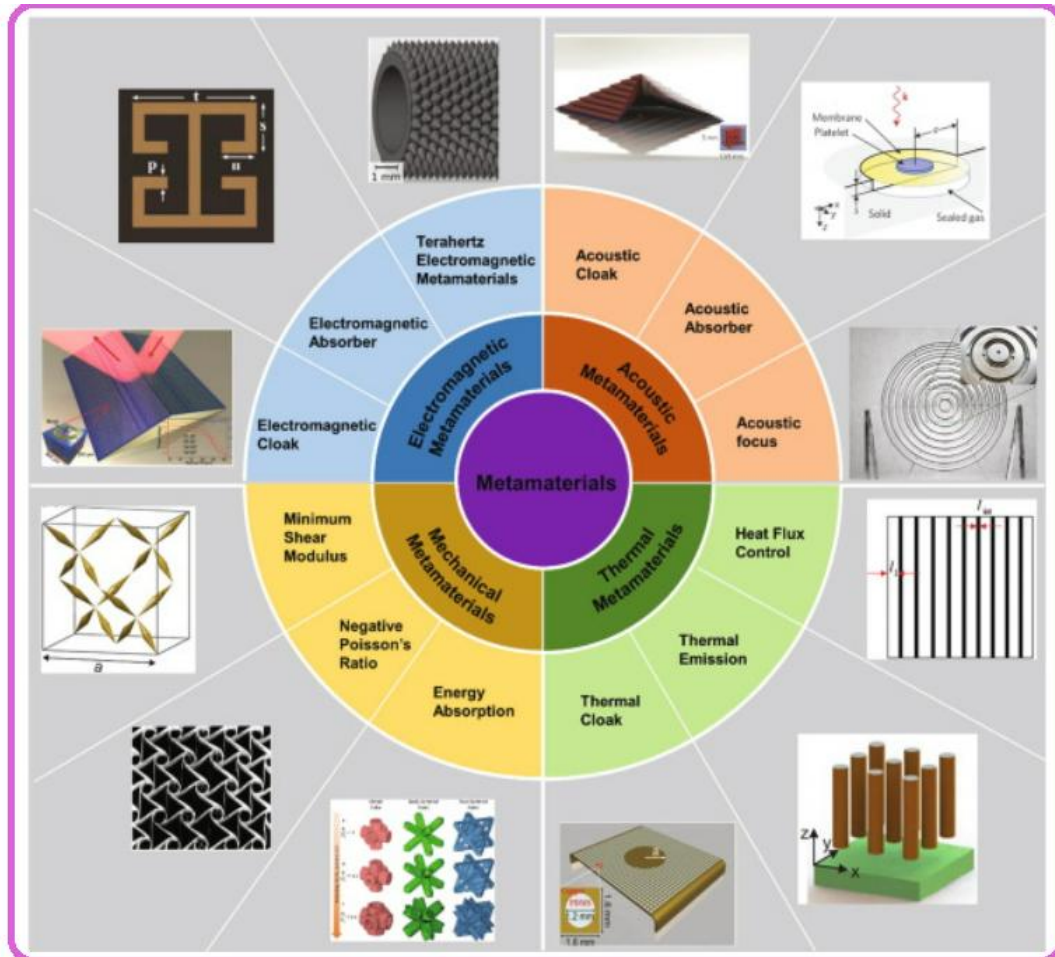 t
S
P
u
1 mm
Membrane
Platelet
Solid
Sealed gas
x
y
z
Terahertz
Electromagnetic
Metamaterials
Acoustic
Cloak
Electromagnetic
Absorber
Acoustic
Absorber
Electromagnetic
Cloak
Acoustic
focus
Electromagnetic
Metamaterials
Acoustic
Metamaterials
Metamaterials
Mechanical
Metamaterials
Thermal
Metamaterials
Minimum
Shear
Modulus
Heat Flux
Control
Negative
Poisson's
Ratio
Thermal
Emission
Energy
Absorption
Thermal
Cloak
a
z
y
x
1.6 mm
1.6 mm